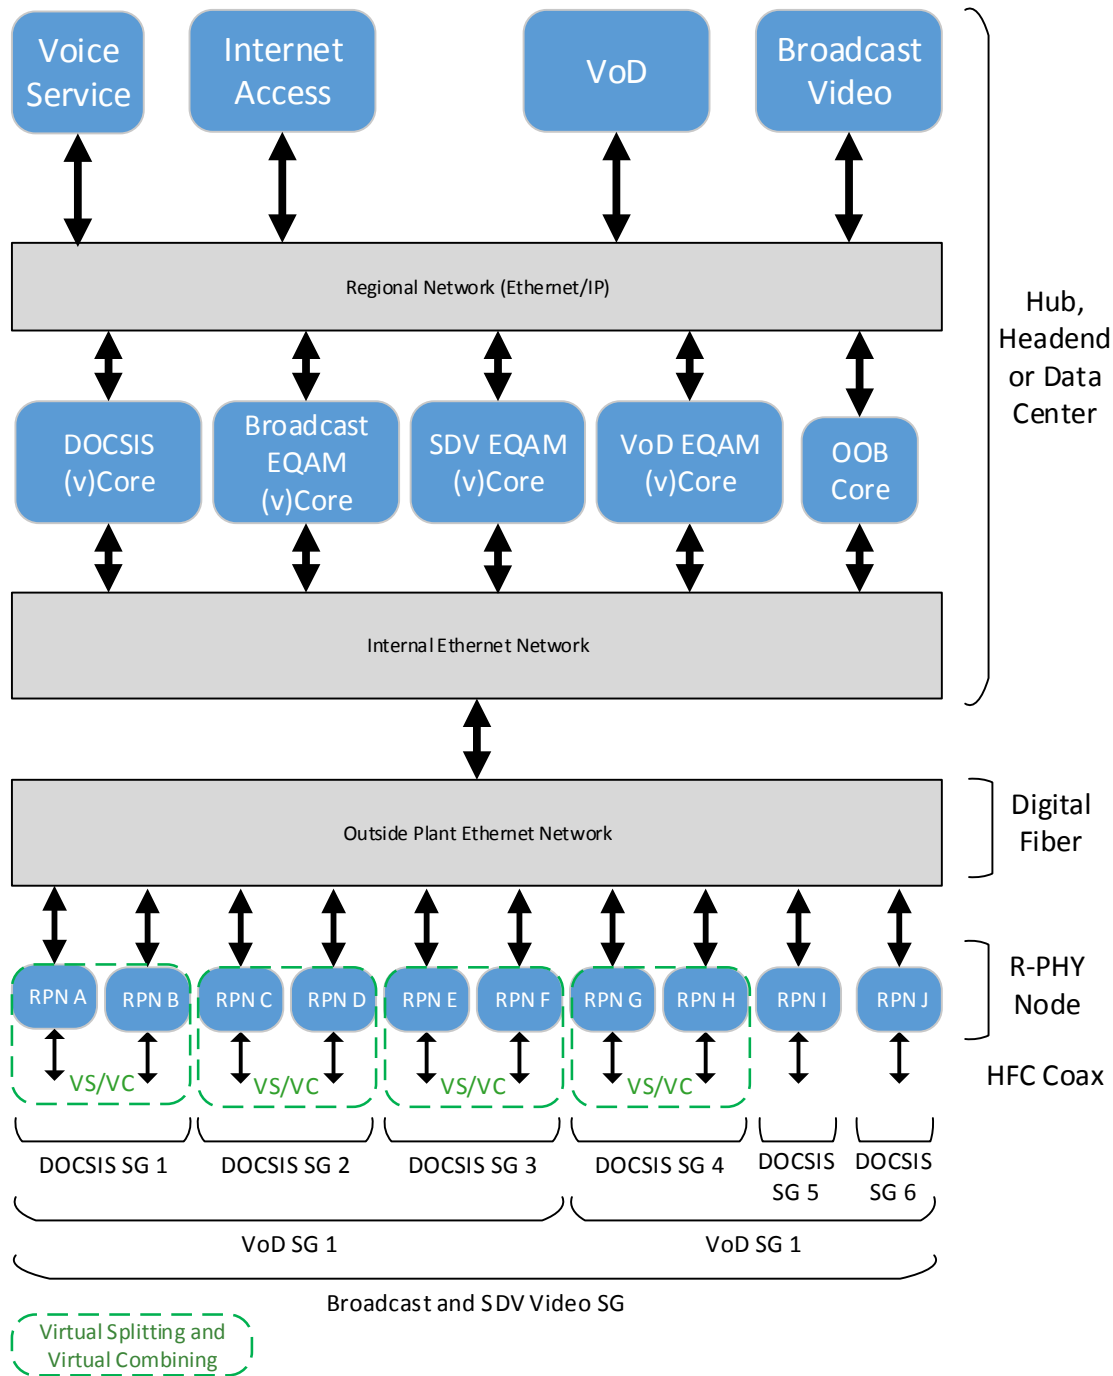 Voice
Service
Internet
Access
VoD
Broadcast
Video
Regional Network (Ethernet/IP)
Hub,
Headend
or Data
Center
DOCSIS
(v)Core
Broadcast
EQAM
(v)Core
SDV EQAM
(v)Core
VoD EQAM
(v)Core
OOB
Core
Internal Ethernet Network
Outside Plant Ethernet Network
Digital
Fiber
RPN A
RPN B
RPN C
RPN D
RPN E
RPN F
RPN G
RPN H
RPN I
RPN J
R-PHY
Node
VS/VC
VS/VC
VS/VC
VS/VC
HFC Coax
DOCSIS SG 1
DOCSIS SG 2
DOCSIS SG 3
DOCSIS SG 4
DOCSIS
SG 5
DOCSIS
SG 6
VoD SG 1
VoD SG 1
Broadcast and SDV Video SG
Virtual Splitting and
Virtual Combining